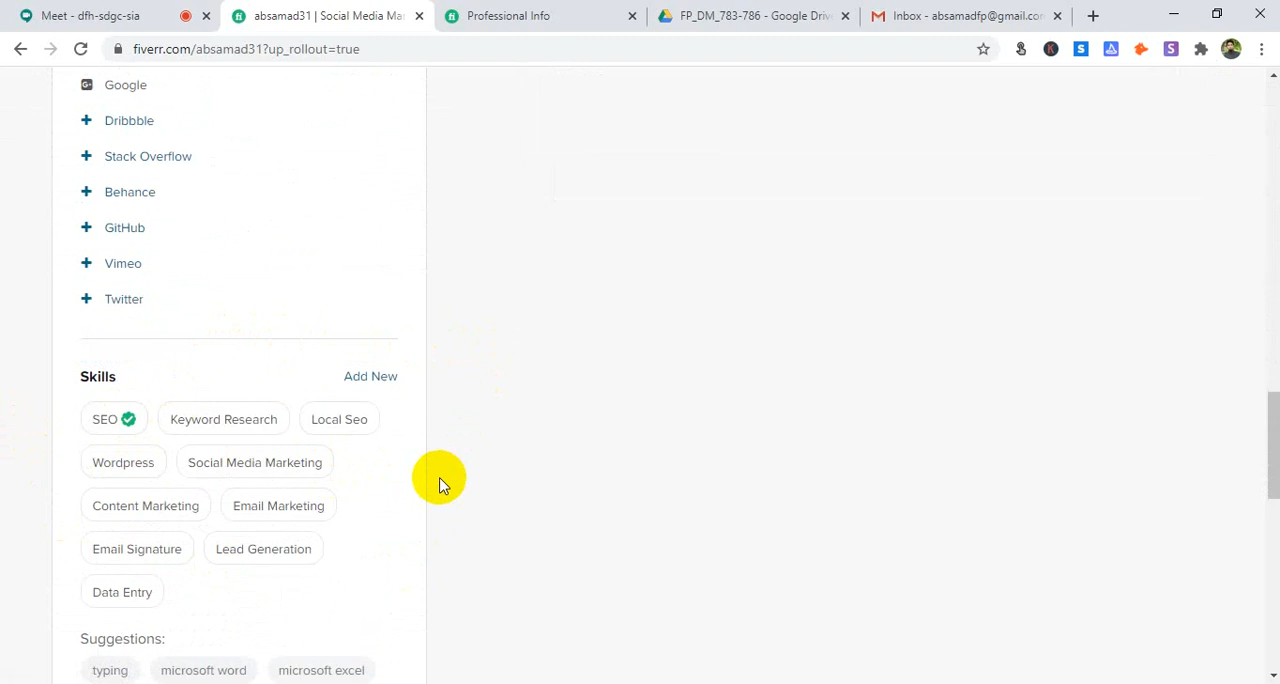 Meet - dfh-sdgc-sia
absamad31 | Social Media Ma
Professional Info
FP_DM_783-786 - Google Driv
Inbox - absamadfp@gmail.co
fiverr.com/absamad31?up_rollout=true
Google
Dribbble
Stack Overflow
Behance
GitHub
Vimeo
Twitter
Skills
Add New
SEO
Keyword Research
Local Seo
Wordpress
Social Media Marketing
Content Marketing
Email Marketing
Email Signature
Lead Generation
Data Entry
Suggestions:
typing
microsoft word
microsoft excel